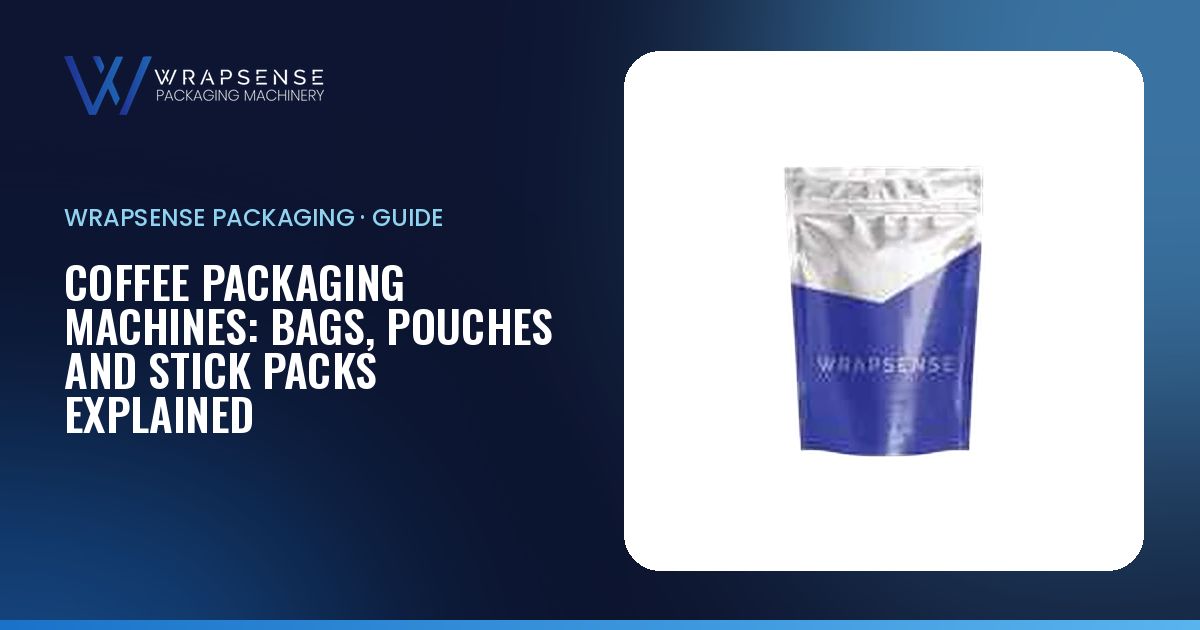 WRAPSENSE
PACKAGING MACHINERY
WRAPSENSE PACKAGING · GUIDE
COFFEE PACKAGING
MACHINES: BAGS, POUCHES
AND STICK PACKS
EXPLAINED
WRAPSENSE